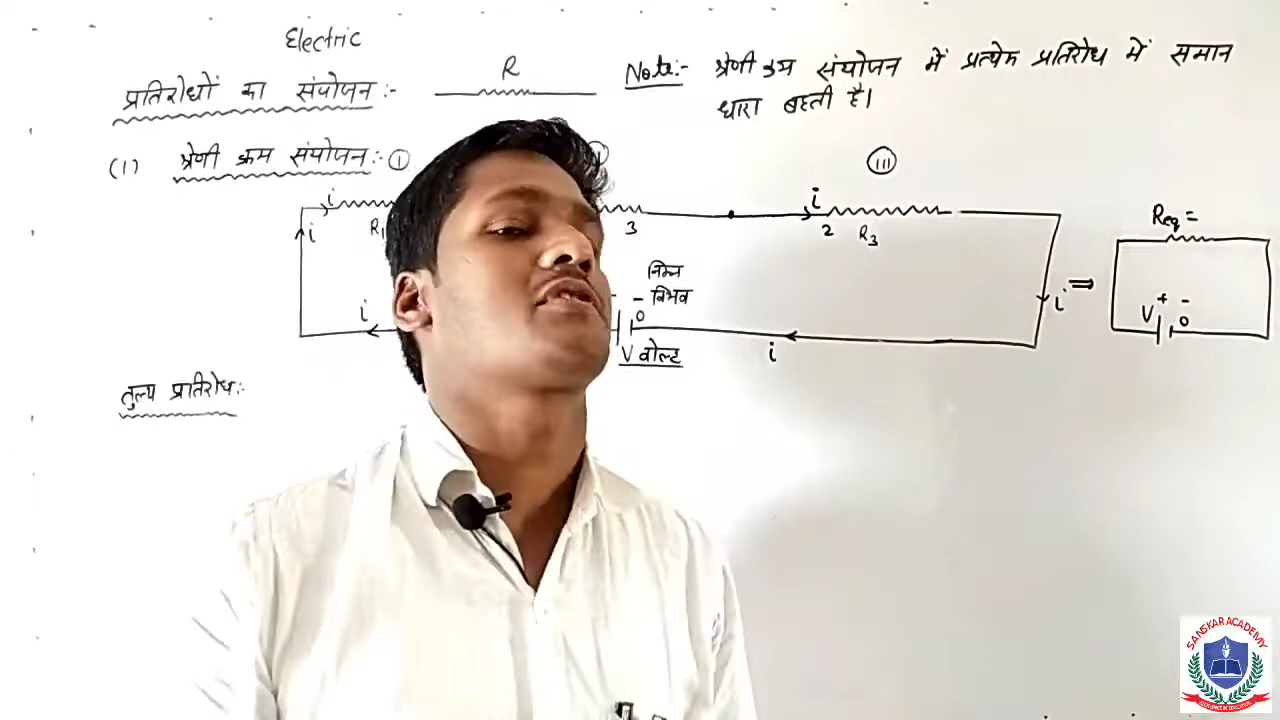 Electric
प्रतिरोधों का संयोजन :-
R
Note:- श्रेणी क्रम संयोजन में प्रत्येक प्रतिरोध में समान
धारा बहती है।
(1) श्रेणी क्रम संयोजन :- I
III
i
i
R1
3
i
2 R3
Req =
निम्न
- विभव
0
V वोल्ट
i
i
i
⇒
V + - 0
तुल्य प्रतिरोध:-
SANSKAR ACADEMY